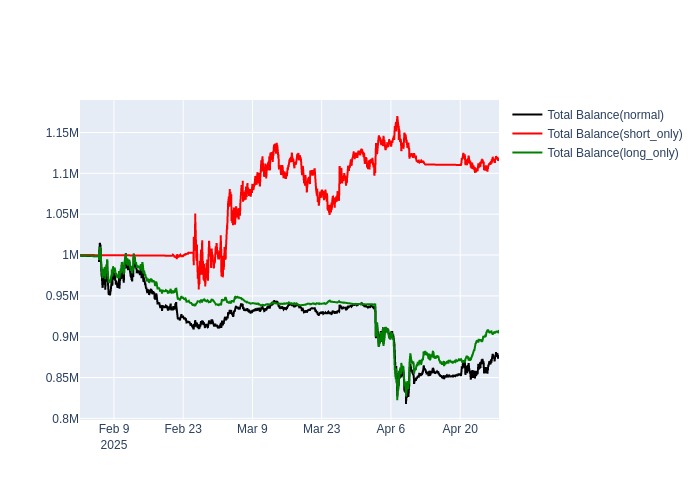 Total Balance(normal)
Total Balance(short_only)
Total Balance(long_only)
1.15M
1.1M
1.05M
1M
0.95M
0.9M
0.85M
0.8M
Feb 9 Feb 23 Mar 9 Mar 23 Apr 6 Apr 20
2025